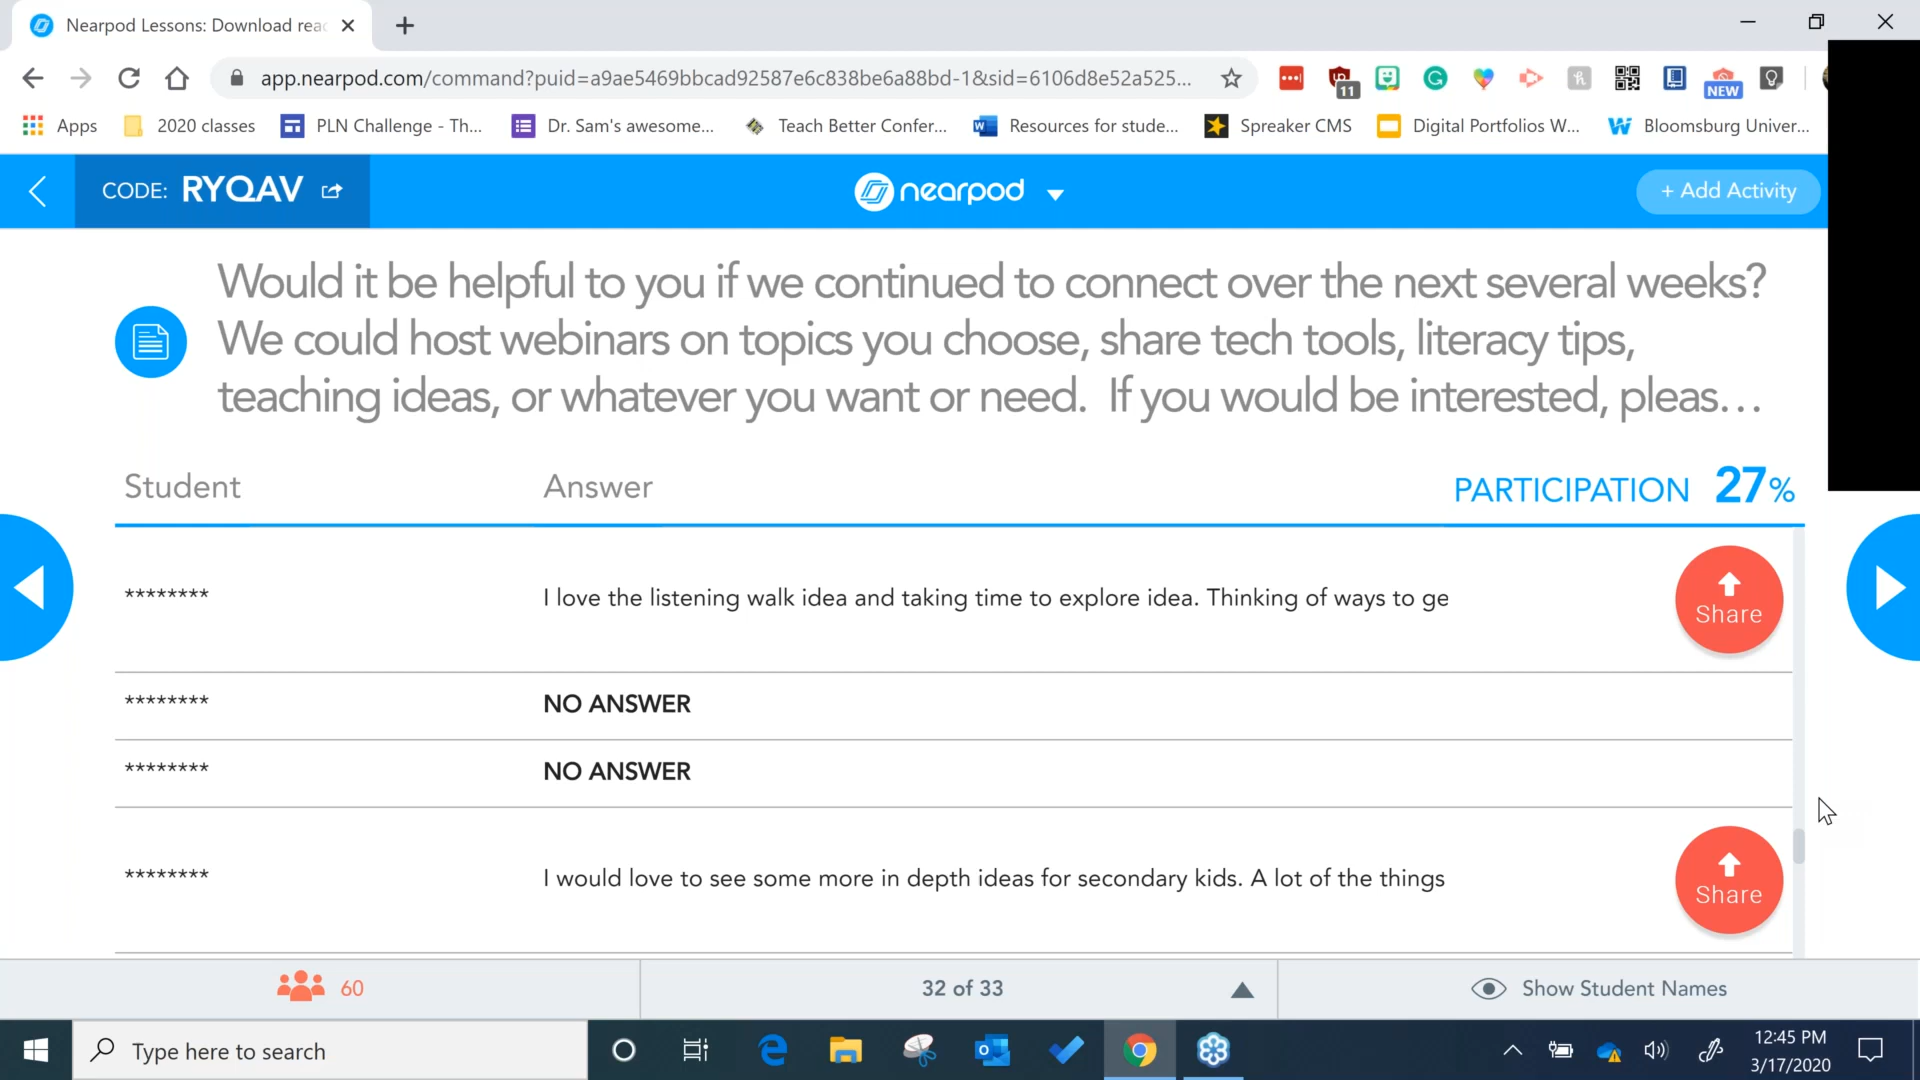 Nearpod Lessons: Download reac
app.nearpod.com/command?puid=a9ae5469bbcad92587e6c838be6a88bd-1&sid=6106d8e52a525...
11
NEW
Apps
2020 classes
PLN Challenge - Th...
Dr. Sam's awesome...
Teach Better Confer...
Resources for stude...
Spreaker CMS
Digital Portfolios W...
Bloomsburg Univer...
CODE: RYQAV
nearpod
+ Add Activity
Would it be helpful to you if we continued to connect over the next several weeks?
We could host webinars on topics you choose, share tech tools, literacy tips,
teaching ideas, or whatever you want or need. If you would be interested, pleas...
Student
Answer
PARTICIPATION 27%
********
I love the listening walk idea and taking time to explore idea. Thinking of ways to ge
Share
********
NO ANSWER
********
NO ANSWER
********
I would love to see some more in depth ideas for secondary kids. A lot of the things
Share
60
32 of 33
Show Student Names
Type here to search
12:45 PM
3/17/2020